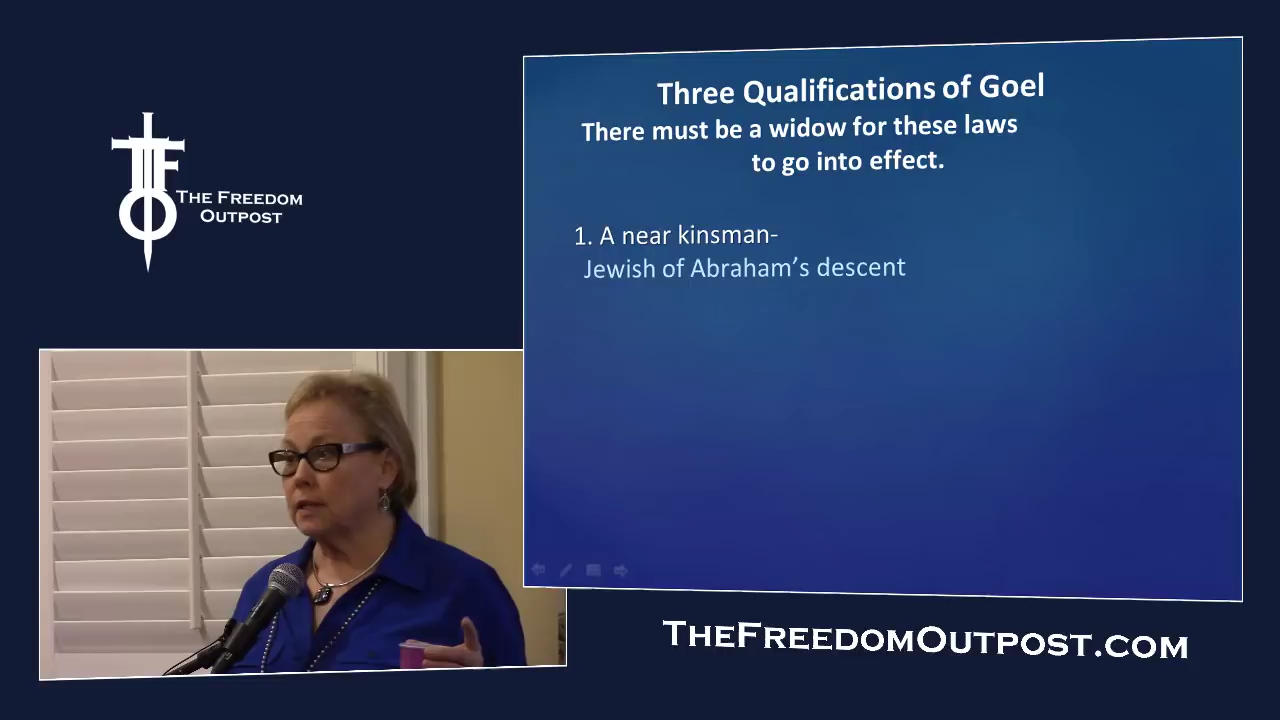 TF
O
THE FREEDOM
OUTPOST
Three Qualifications of Goel
There must be a widow for these laws
to go into effect.
1. A near kinsman-
Jewish of Abraham’s descent
THEFREEDOMOUTPOST.COM